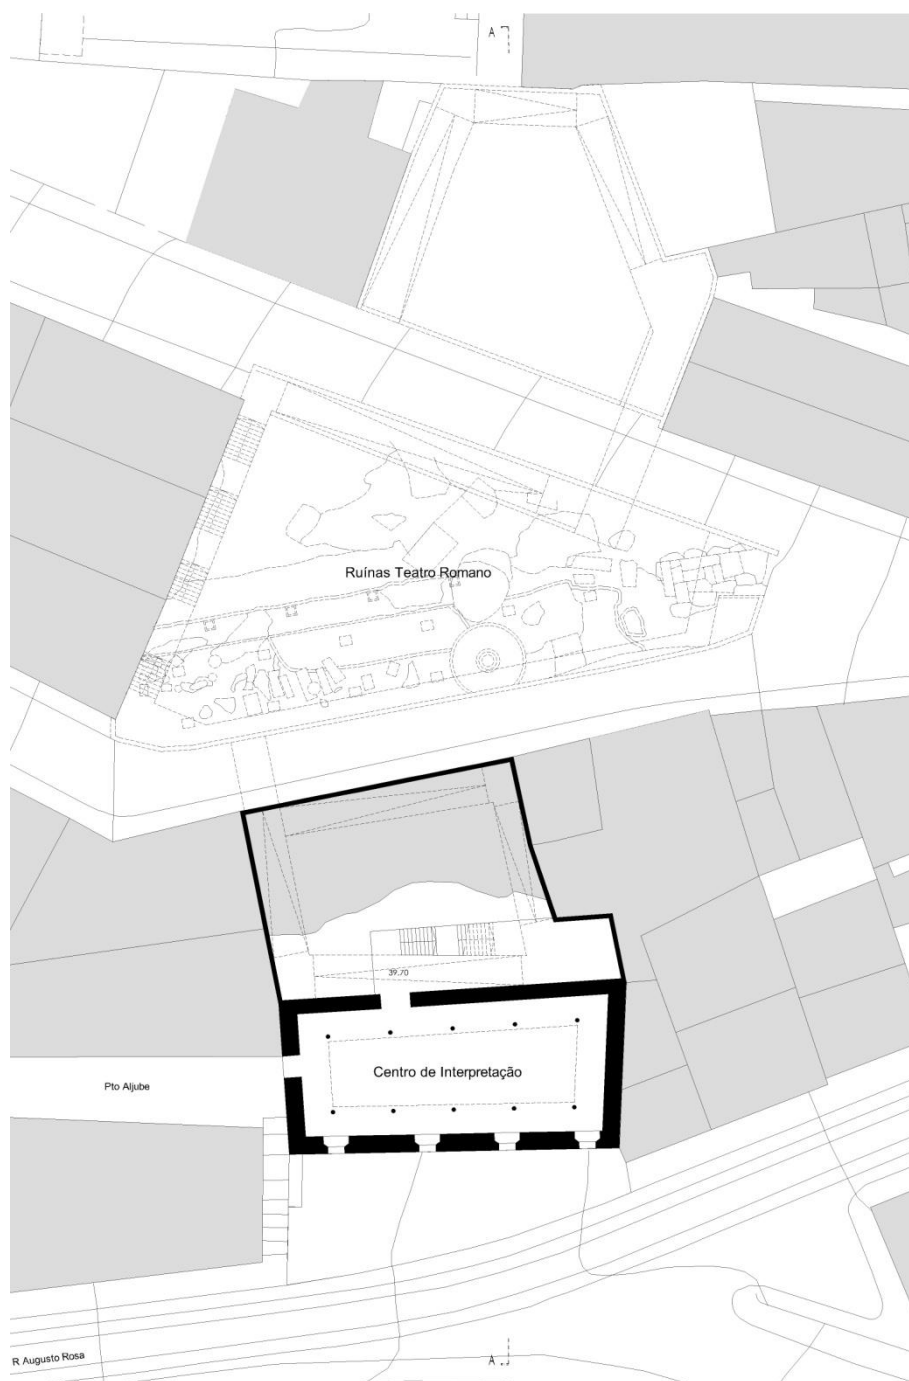 A
Ruínas Teatro Romano
39.70
Centro de Interpretação
Pto Aljube
R Augusto Rosa
A